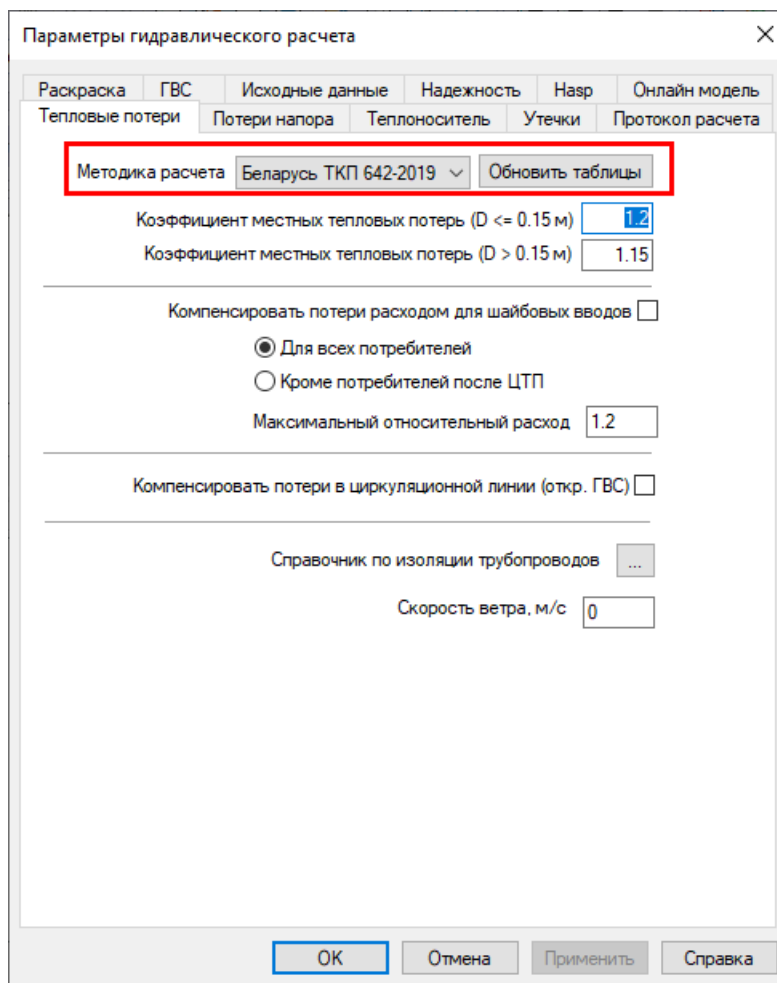 Параметры гидравлического расчета
Раскраска ГВС Исходные данные Надежность Hasp Онлайн модель
Тепловые потери Потери напора Теплоноситель Утечки Протокол расчета
Методика расчета Беларусь ТКП 642-2019 Обновить таблицы
Коэффициент местных тепловых потерь (D <= 0.15 м) 1.2
Коэффициент местных тепловых потерь (D > 0.15 м) 1.15
Компенсировать потери расходом для шайбовых вводов
Для всех потребителей
Кроме потребителей после ЦТП
Максимальный относительный расход 1.2
Компенсировать потери в циркуляционной линии (откр. ГВС)
Справочник по изоляции трубопроводов ...
Скорость ветра, м/с 0
OK Отмена Применить Справка